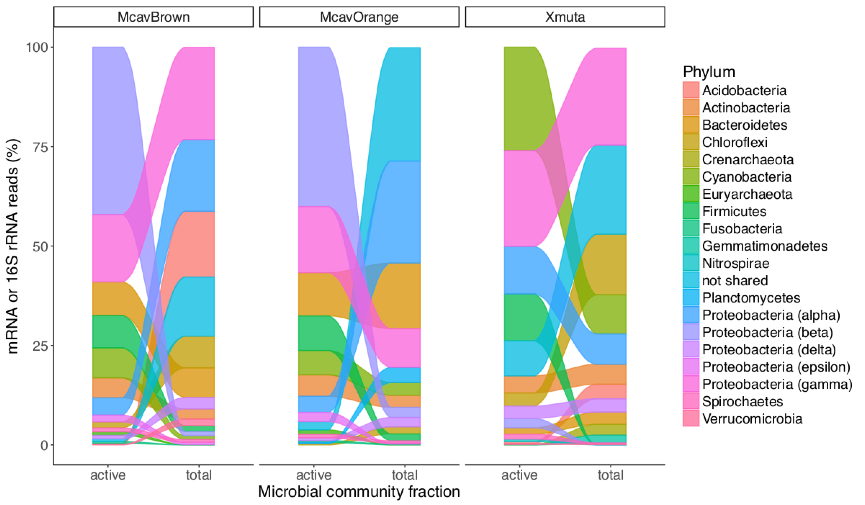 McavBrown McavOrange Xmuta
mRNA or 16S rRNA reads (%)
100
75
50
25
0
active total active total active total
Microbial community fraction
Phylum
Acidobacteria
Actinobacteria
Bacteroidetes
Chloroflexi
Crenarchaeota
Cyanobacteria
Euryarchaeota
Firmicutes
Fusobacteria
Gemmatimonadetes
Nitrospirae
not shared
Planctomycetes
Proteobacteria (alpha)
Proteobacteria (beta)
Proteobacteria (delta)
Proteobacteria (epsilon)
Proteobacteria (gamma)
Spirochaetes
Verrucomicrobia